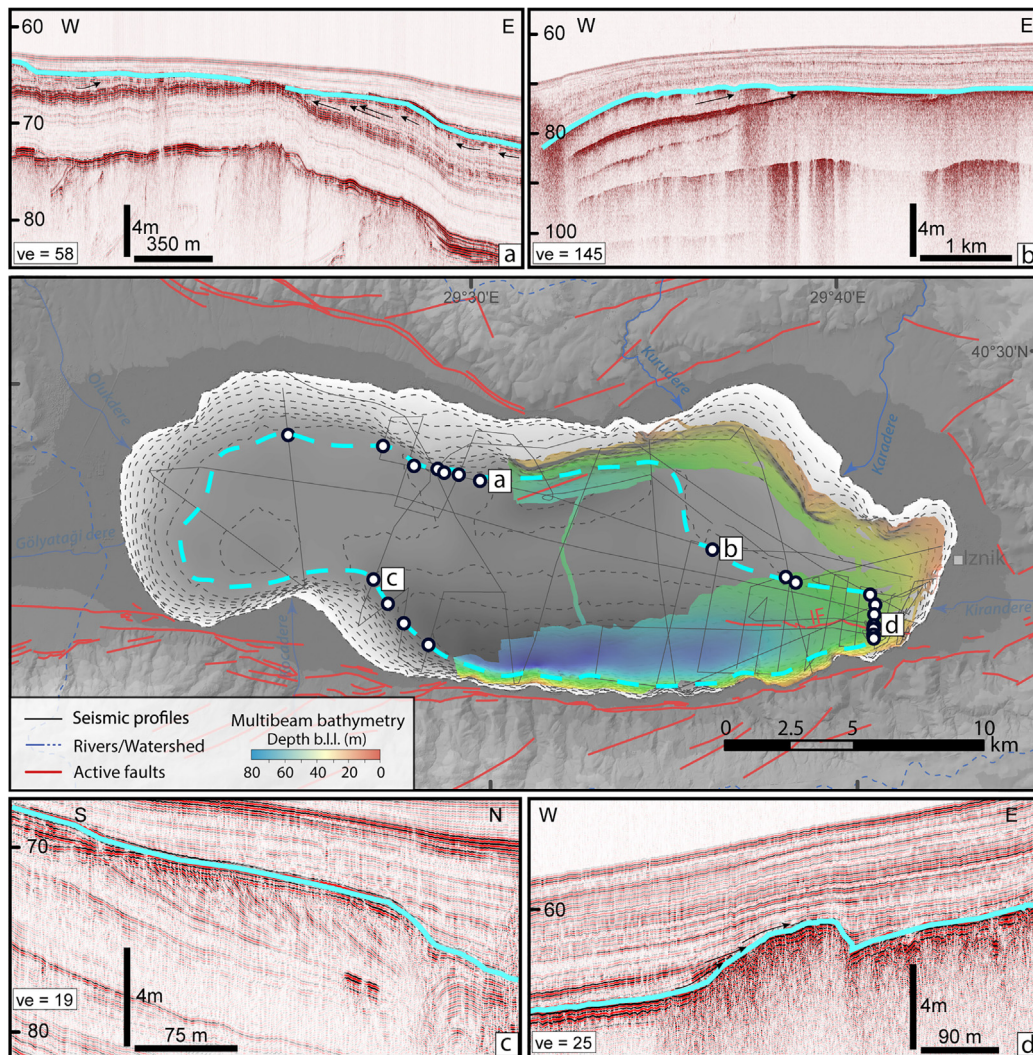 60 W E
70
80
4m
350 m
ve = 58
a
60 W E
80
100
4m
1 km
ve = 145
b
29°30'E
29°40'E
40°30'N
Kurudere
Karadere
Gölyatağı dere
Iznik
Kirandere
IF
a
b
c
d
Seismic profiles
Rivers/Watershed
Active faults
Multibeam bathymetry
Depth b.l.l. (m)
80 60 40 20 0
0 2.5 5 10
km
S N
70
80
4m
75 m
ve = 19
c
W E
60
4m
90 m
ve = 25
d